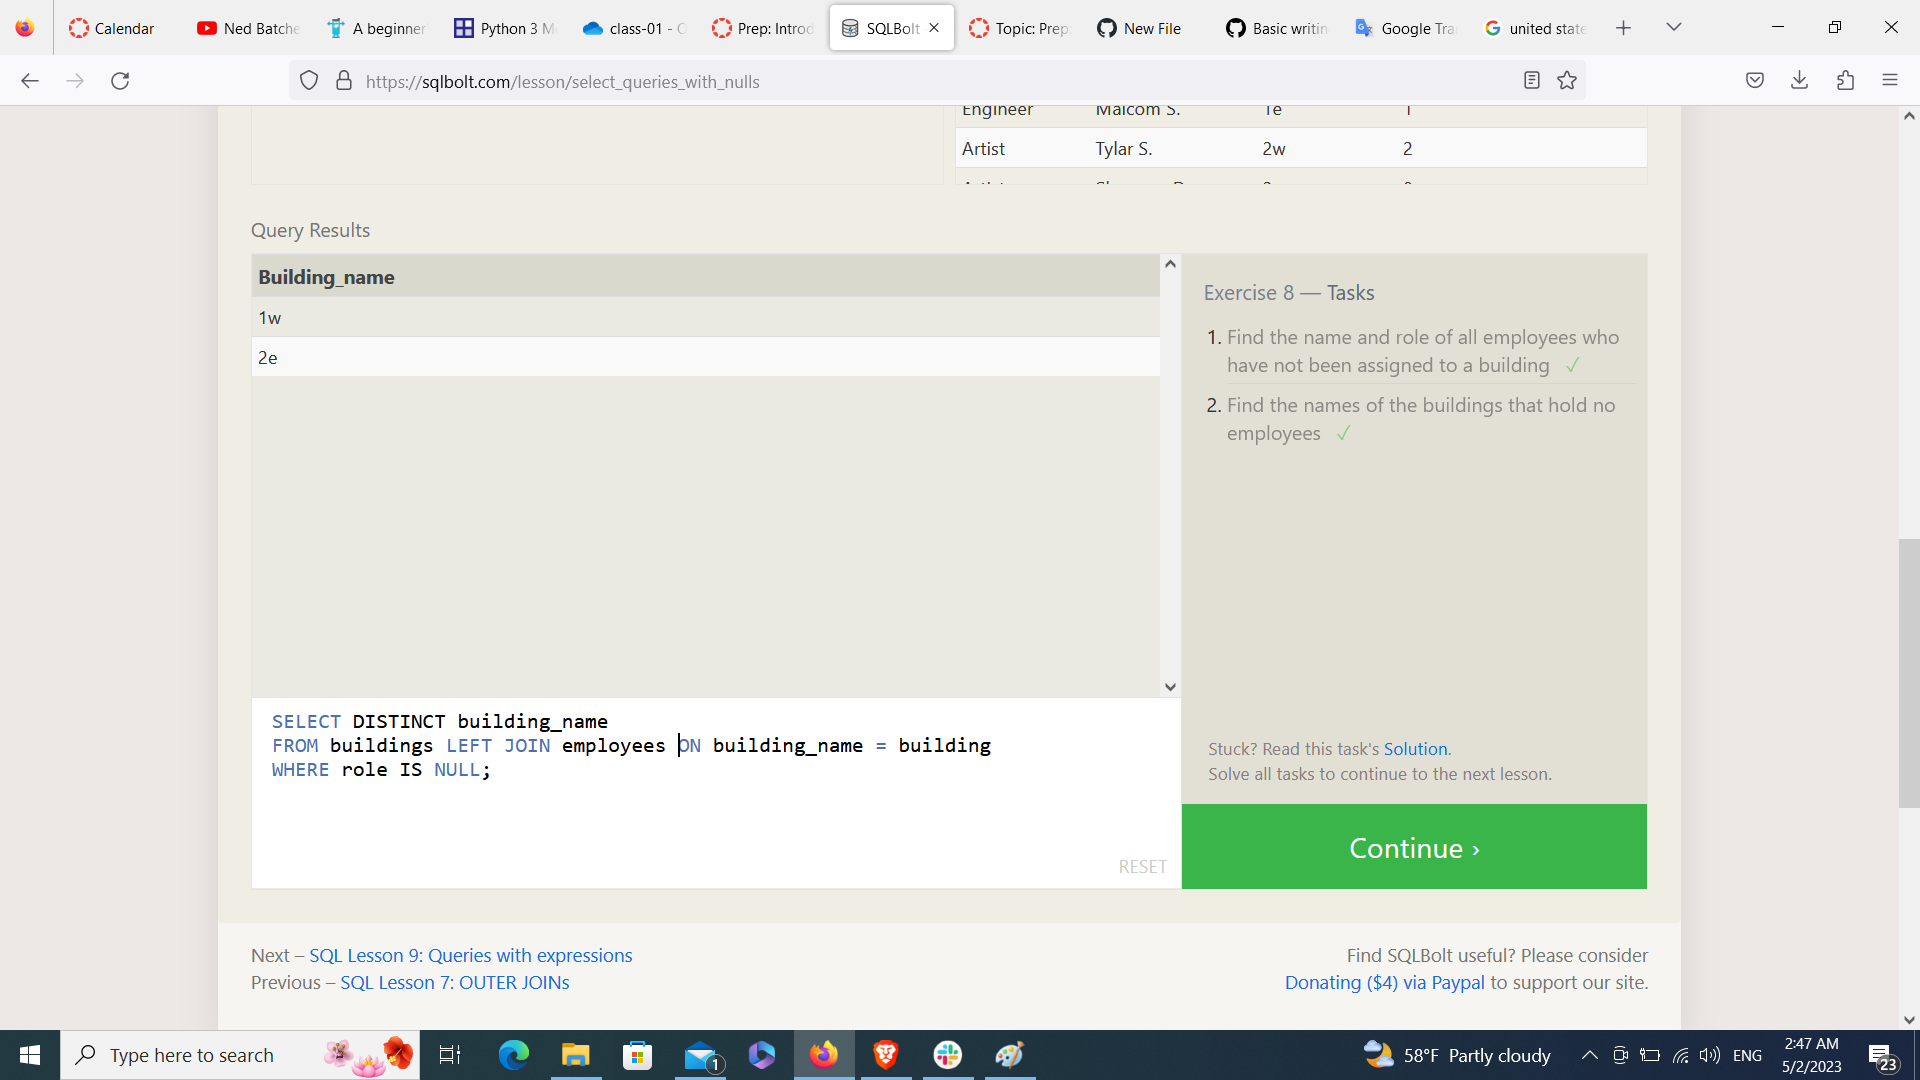 Calendar
Ned Batche
A beginner
Python 3 M
class-01 - C
Prep: Introd
SQLBolt
Topic: Prep
New File
Basic writin
Google Tra
united state
https://sqlbolt.com/lesson/select_queries_with_nulls
Engineer Malcom S. 1e 1
Artist Tylar S. 2w 2
Query Results
Building_name
1w
2e
Exercise 8 — Tasks
1. Find the name and role of all employees who
have not been assigned to a building ✓
2. Find the names of the buildings that hold no
employees ✓
SELECT DISTINCT building_name
FROM buildings LEFT JOIN employees ON building_name = building
WHERE role IS NULL;
RESET
Stuck? Read this task's Solution.
Solve all tasks to continue to the next lesson.
Continue ›
Next – SQL Lesson 9: Queries with expressions
Previous – SQL Lesson 7: OUTER JOINs
Find SQLBolt useful? Please consider
Donating ($4) via Paypal to support our site.
Type here to search
1
58°F Partly cloudy
ENG
2:47 AM
5/2/2023
23